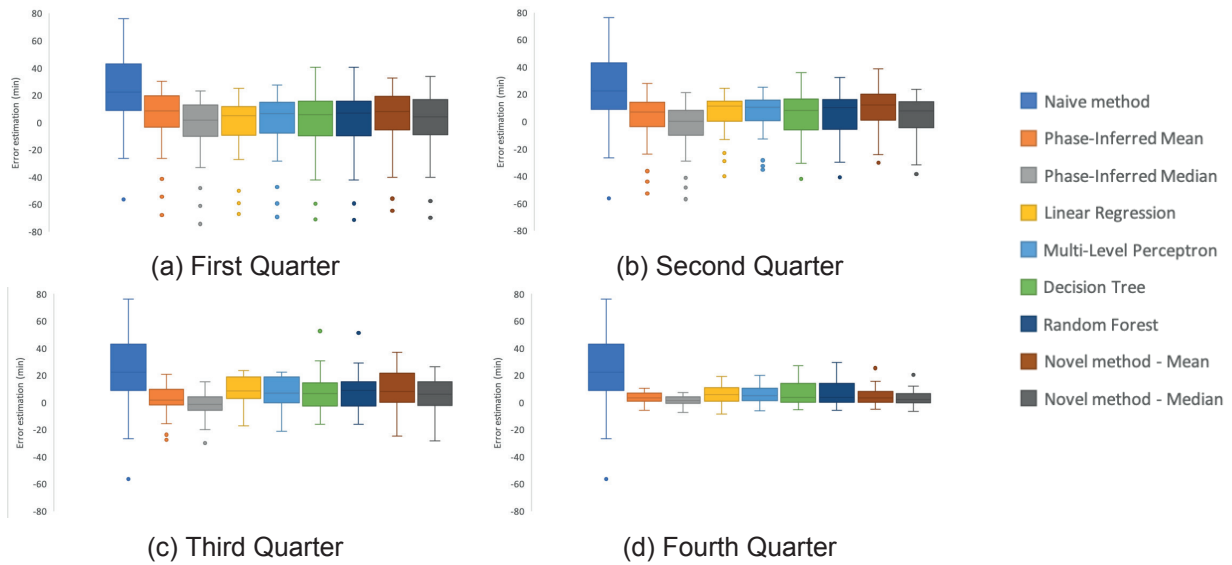 80
60
40
20
0
-20
-40
-60
-80
Error estimation (min)
(a) First Quarter
80
60
40
20
0
-20
-40
-60
-80
Error estimation (min)
(b) Second Quarter
80
60
40
20
0
-20
-40
-60
-80
Error estimation (min)
(c) Third Quarter
80
60
40
20
0
-20
-40
-60
-80
Error estimation (min)
(d) Fourth Quarter
Naive method
Phase-Inferred Mean
Phase-Inferred Median
Linear Regression
Multi-Level Perceptron
Decision Tree
Random Forest
Novel method - Mean
Novel method - Median